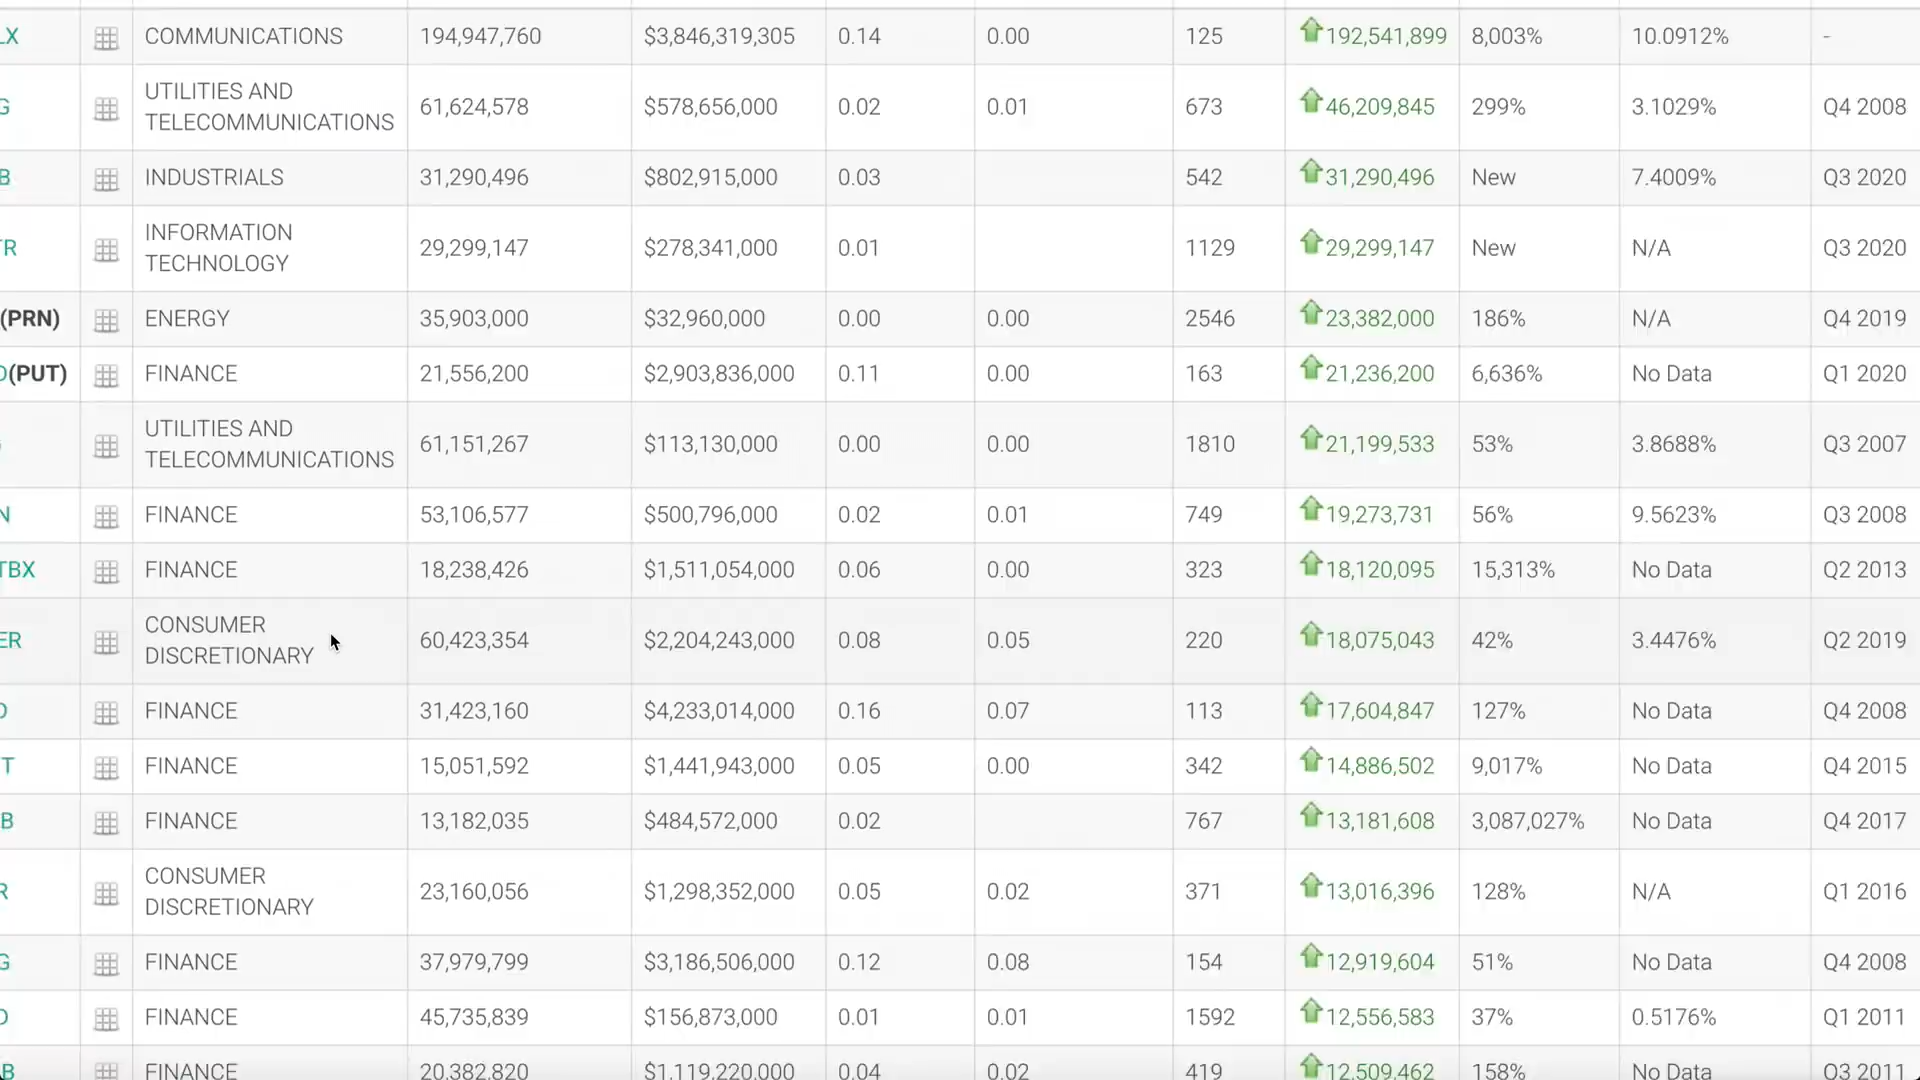 LX COMMUNICATIONS 194,947,760 $3,846,319,305 0.14 0.00 125 192,541,899 8,003% 10.0912% -
G UTILITIES AND TELECOMMUNICATIONS 61,624,578 $578,656,000 0.02 0.01 673 46,209,845 299% 3.1029% Q4 2008
B INDUSTRIALS 31,290,496 $802,915,000 0.03 542 31,290,496 New 7.4009% Q3 2020
TR INFORMATION TECHNOLOGY 29,299,147 $278,341,000 0.01 1129 29,299,147 New N/A Q3 2020
(PRN) ENERGY 35,903,000 $32,960,000 0.00 0.00 2546 23,382,000 186% N/A Q4 2019
(PUT) FINANCE 21,556,200 $2,903,836,000 0.11 0.00 163 21,236,200 6,636% No Data Q1 2020
UTILITIES AND TELECOMMUNICATIONS 61,151,267 $113,130,000 0.00 0.00 1810 21,199,533 53% 3.8688% Q3 2007
N FINANCE 53,106,577 $500,796,000 0.02 0.01 749 19,273,731 56% 9.5623% Q3 2008
TBX FINANCE 18,238,426 $1,511,054,000 0.06 0.00 323 18,120,095 15,313% No Data Q2 2013
ER CONSUMER DISCRETIONARY 60,423,354 $2,204,243,000 0.08 0.05 220 18,075,043 42% 3.4476% Q2 2019
FINANCE 31,423,160 $4,233,014,000 0.16 0.07 113 17,604,847 127% No Data Q4 2008
T FINANCE 15,051,592 $1,441,943,000 0.05 0.00 342 14,886,502 9,017% No Data Q4 2015
B FINANCE 13,182,035 $484,572,000 0.02 767 13,181,608 3,087,027% No Data Q4 2017
R CONSUMER DISCRETIONARY 23,160,056 $1,298,352,000 0.05 0.02 371 13,016,396 128% N/A Q1 2016
G FINANCE 37,979,799 $3,186,506,000 0.12 0.08 154 12,919,604 51% No Data Q4 2008
FINANCE 45,735,839 $156,873,000 0.01 0.01 1592 12,556,583 37% 0.5176% Q1 2011
B FINANCE 20,382,820 $1,119,220,000 0.04 0.02 419 12,509,462 158% No Data Q3 2011